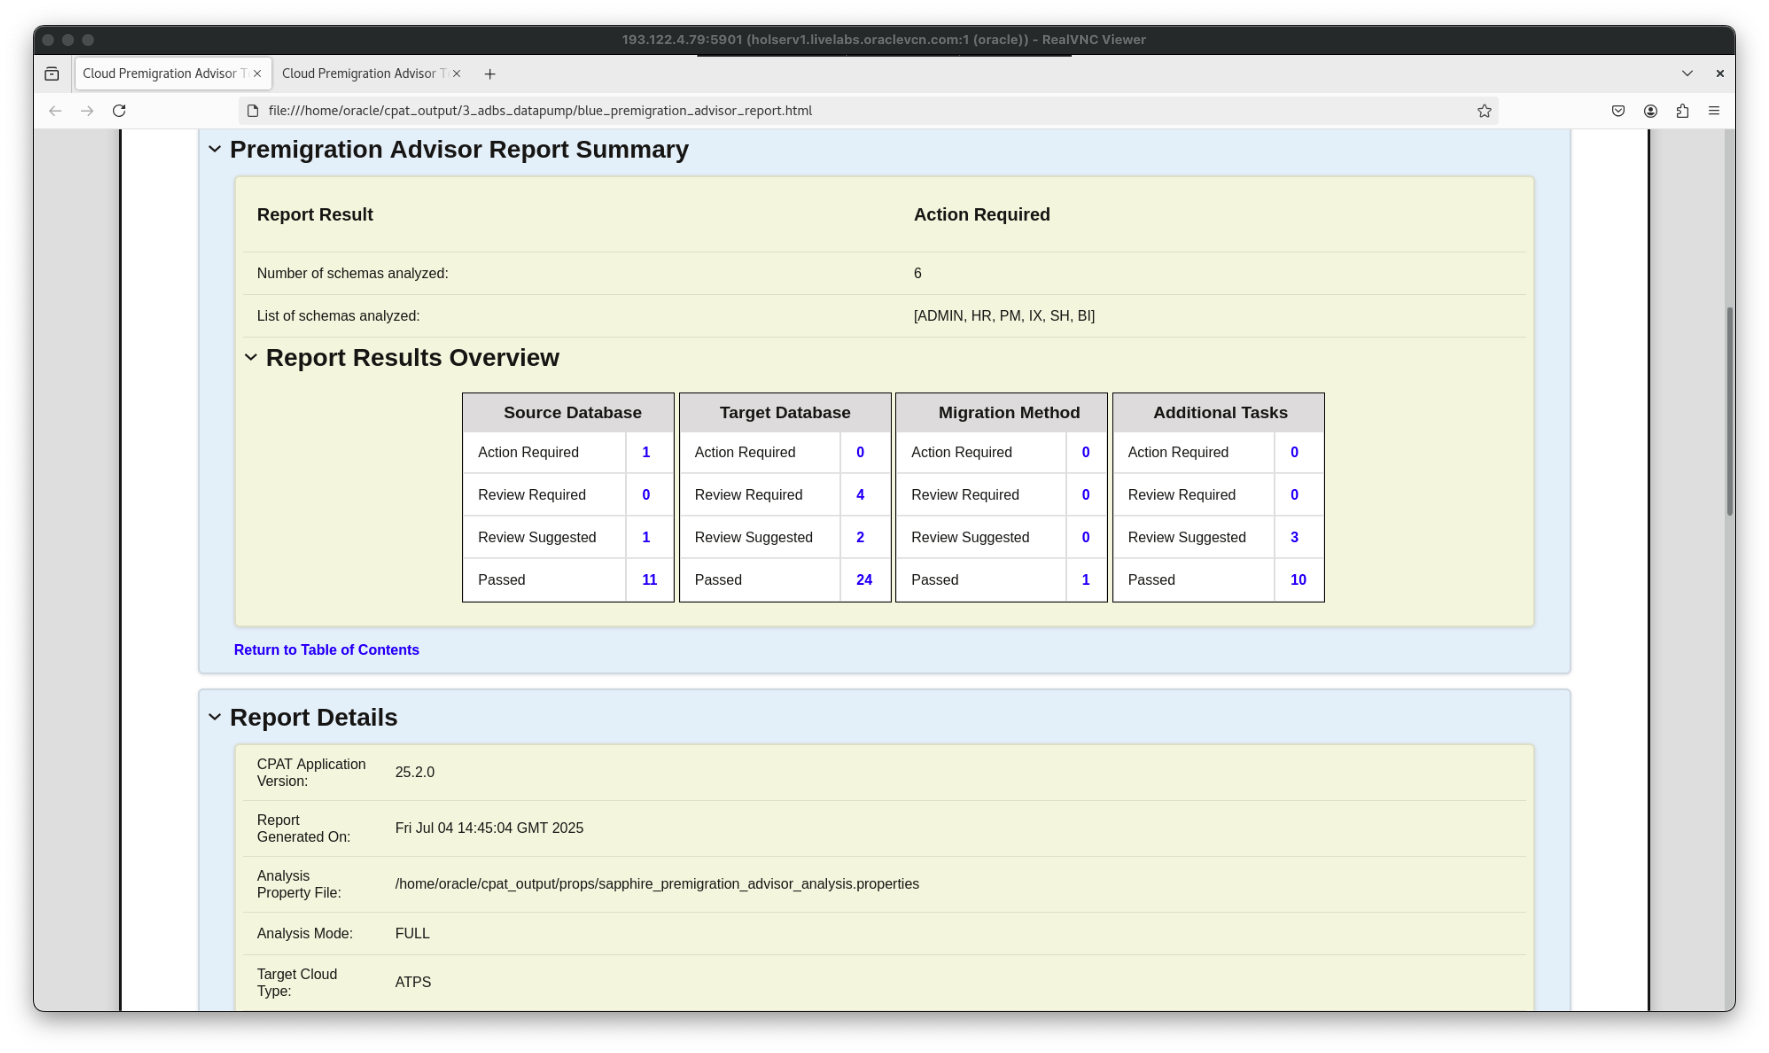 193.122.4.79:5901 (holserv1.livelabs.oraclevcn.com:1 (oracle)) - RealVNC Viewer
Cloud Premigration Advisor T
Cloud Premigration Advisor T
file:///home/oracle/cpat_output/3_adbs_datapump/blue_premigration_advisor_report.html
Premigration Advisor Report Summary
Report Result Action Required
Number of schemas analyzed: 6
List of schemas analyzed: [ADMIN, HR, PM, IX, SH, BI]
Report Results Overview
Source Database Target Database Migration Method Additional Tasks
Action Required 1 Action Required 0 Action Required 0 Action Required 0
Review Required 0 Review Required 4 Review Required 0 Review Required 0
Review Suggested 1 Review Suggested 2 Review Suggested 0 Review Suggested 3
Passed 11 Passed 24 Passed 1 Passed 10
Return to Table of Contents
Report Details
CPAT Application
Version:
25.2.0
Report
Generated On:
Fri Jul 04 14:45:04 GMT 2025
Analysis
Property File:
/home/oracle/cpat_output/props/sapphire_premigration_advisor_analysis.properties
Analysis Mode: FULL
Target Cloud
Type:
ATPS